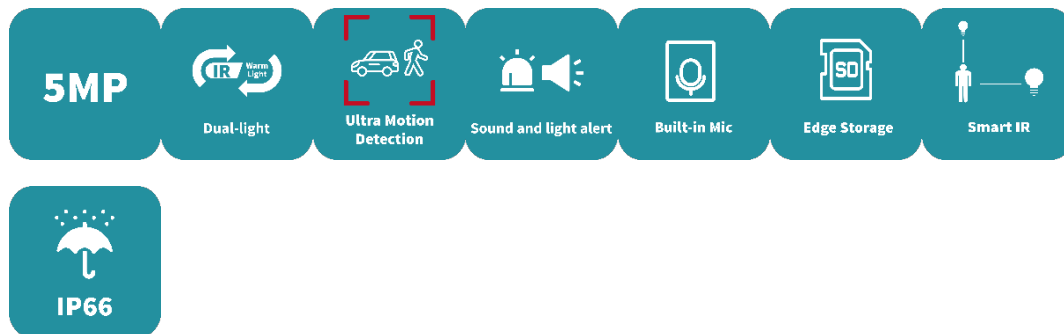 5MP
IR
Warm
Light
Dual-light
Ultra Motion
Detection
Sound and light alert
Built-in Mic
SD
Edge Storage
Smart IR
IP66